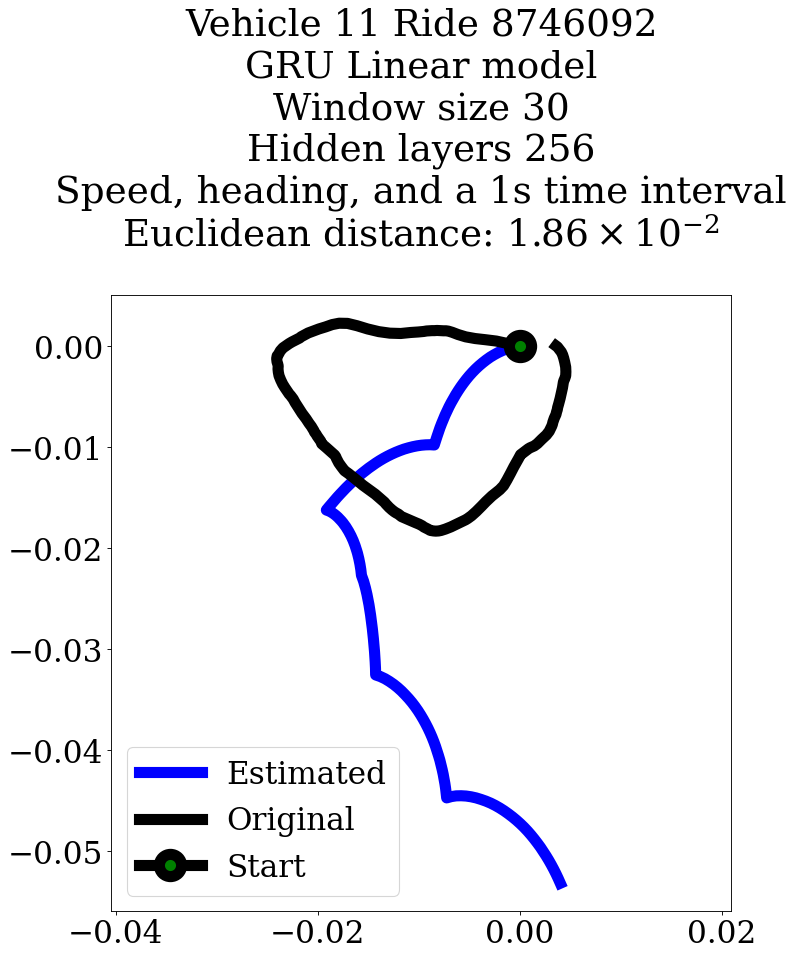 Vehicle 11 Ride 8746092
GRU Linear model
Window size 30
Hidden layers 256
Speed, heading, and a 1s time interval
Euclidean distance: 1.86 × 10⁻²
0.00
−0.01
−0.02
−0.03
−0.04
−0.05
Estimated
Original
Start
−0.04
−0.02
0.00
0.02